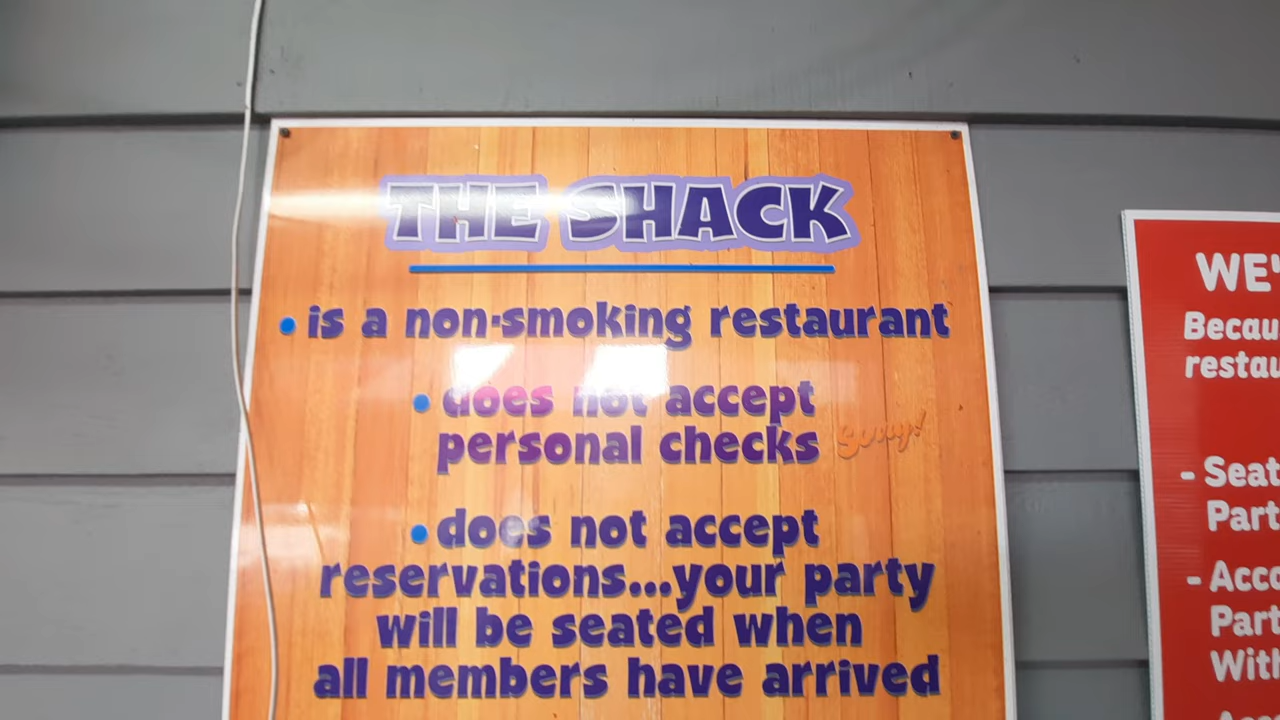 THE SHACK
• is a non-smoking restaurant
• does not accept
personal checks Sorry!
• does not accept
reservations...your party
will be seated when
all members have arrived
WE'
Becau
restau
- Seat
Part
- Acco
Part
With